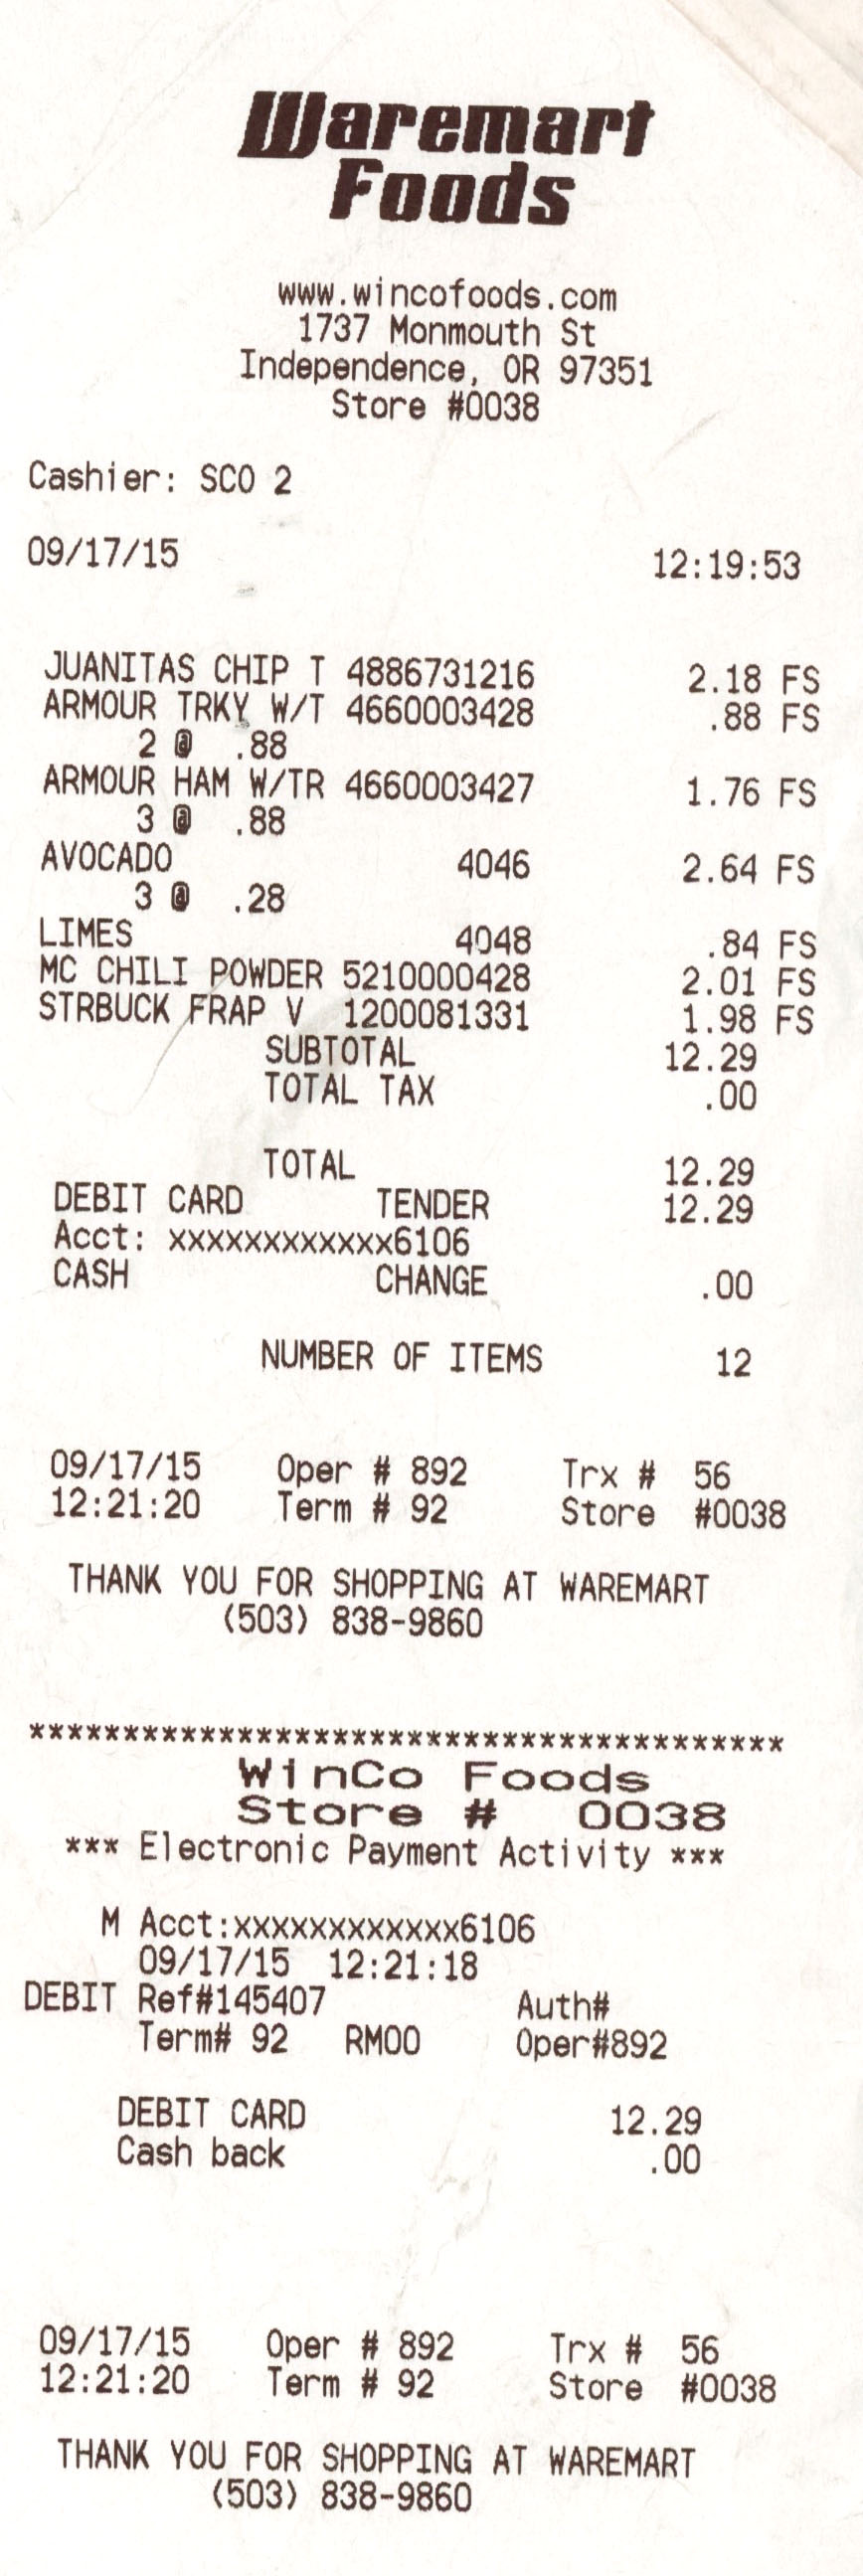 Waremart
Foods
www.wincofoods.com
1737 Monmouth St
Independence, OR 97351
Store #0038
Cashier: SCO 2
09/17/15 12:19:53
JUANITAS CHIP T 4886731216 2.18 FS
ARMOUR TRKY W/T 4660003428 .88 FS
2 @ .88
ARMOUR HAM W/TR 4660003427 1.76 FS
3 @ .88
AVOCADO 4046 2.64 FS
3 @ .28
LIMES 4048 .84 FS
MC CHILI POWDER 5210000428 2.01 FS
STRBUCK FRAP V 1200081331 1.98 FS
SUBTOTAL 12.29
TOTAL TAX .00
TOTAL 12.29
DEBIT CARD TENDER 12.29
Acct: xxxxxxxxxxxx6106
CASH CHANGE .00
NUMBER OF ITEMS 12
09/17/15 Oper # 892 Trx # 56
12:21:20 Term # 92 Store #0038
THANK YOU FOR SHOPPING AT WAREMART
(503) 838-9860
****************************************
WinCo Foods
Store # 0038
*** Electronic Payment Activity ***
M Acct:xxxxxxxxxxxx6106
09/17/15 12:21:18
DEBIT Ref#145407 Auth#
Term# 92 RM00 Oper#892
DEBIT CARD 12.29
Cash back .00
09/17/15 Oper # 892 Trx # 56
12:21:20 Term # 92 Store #0038
THANK YOU FOR SHOPPING AT WAREMART
(503) 838-9860